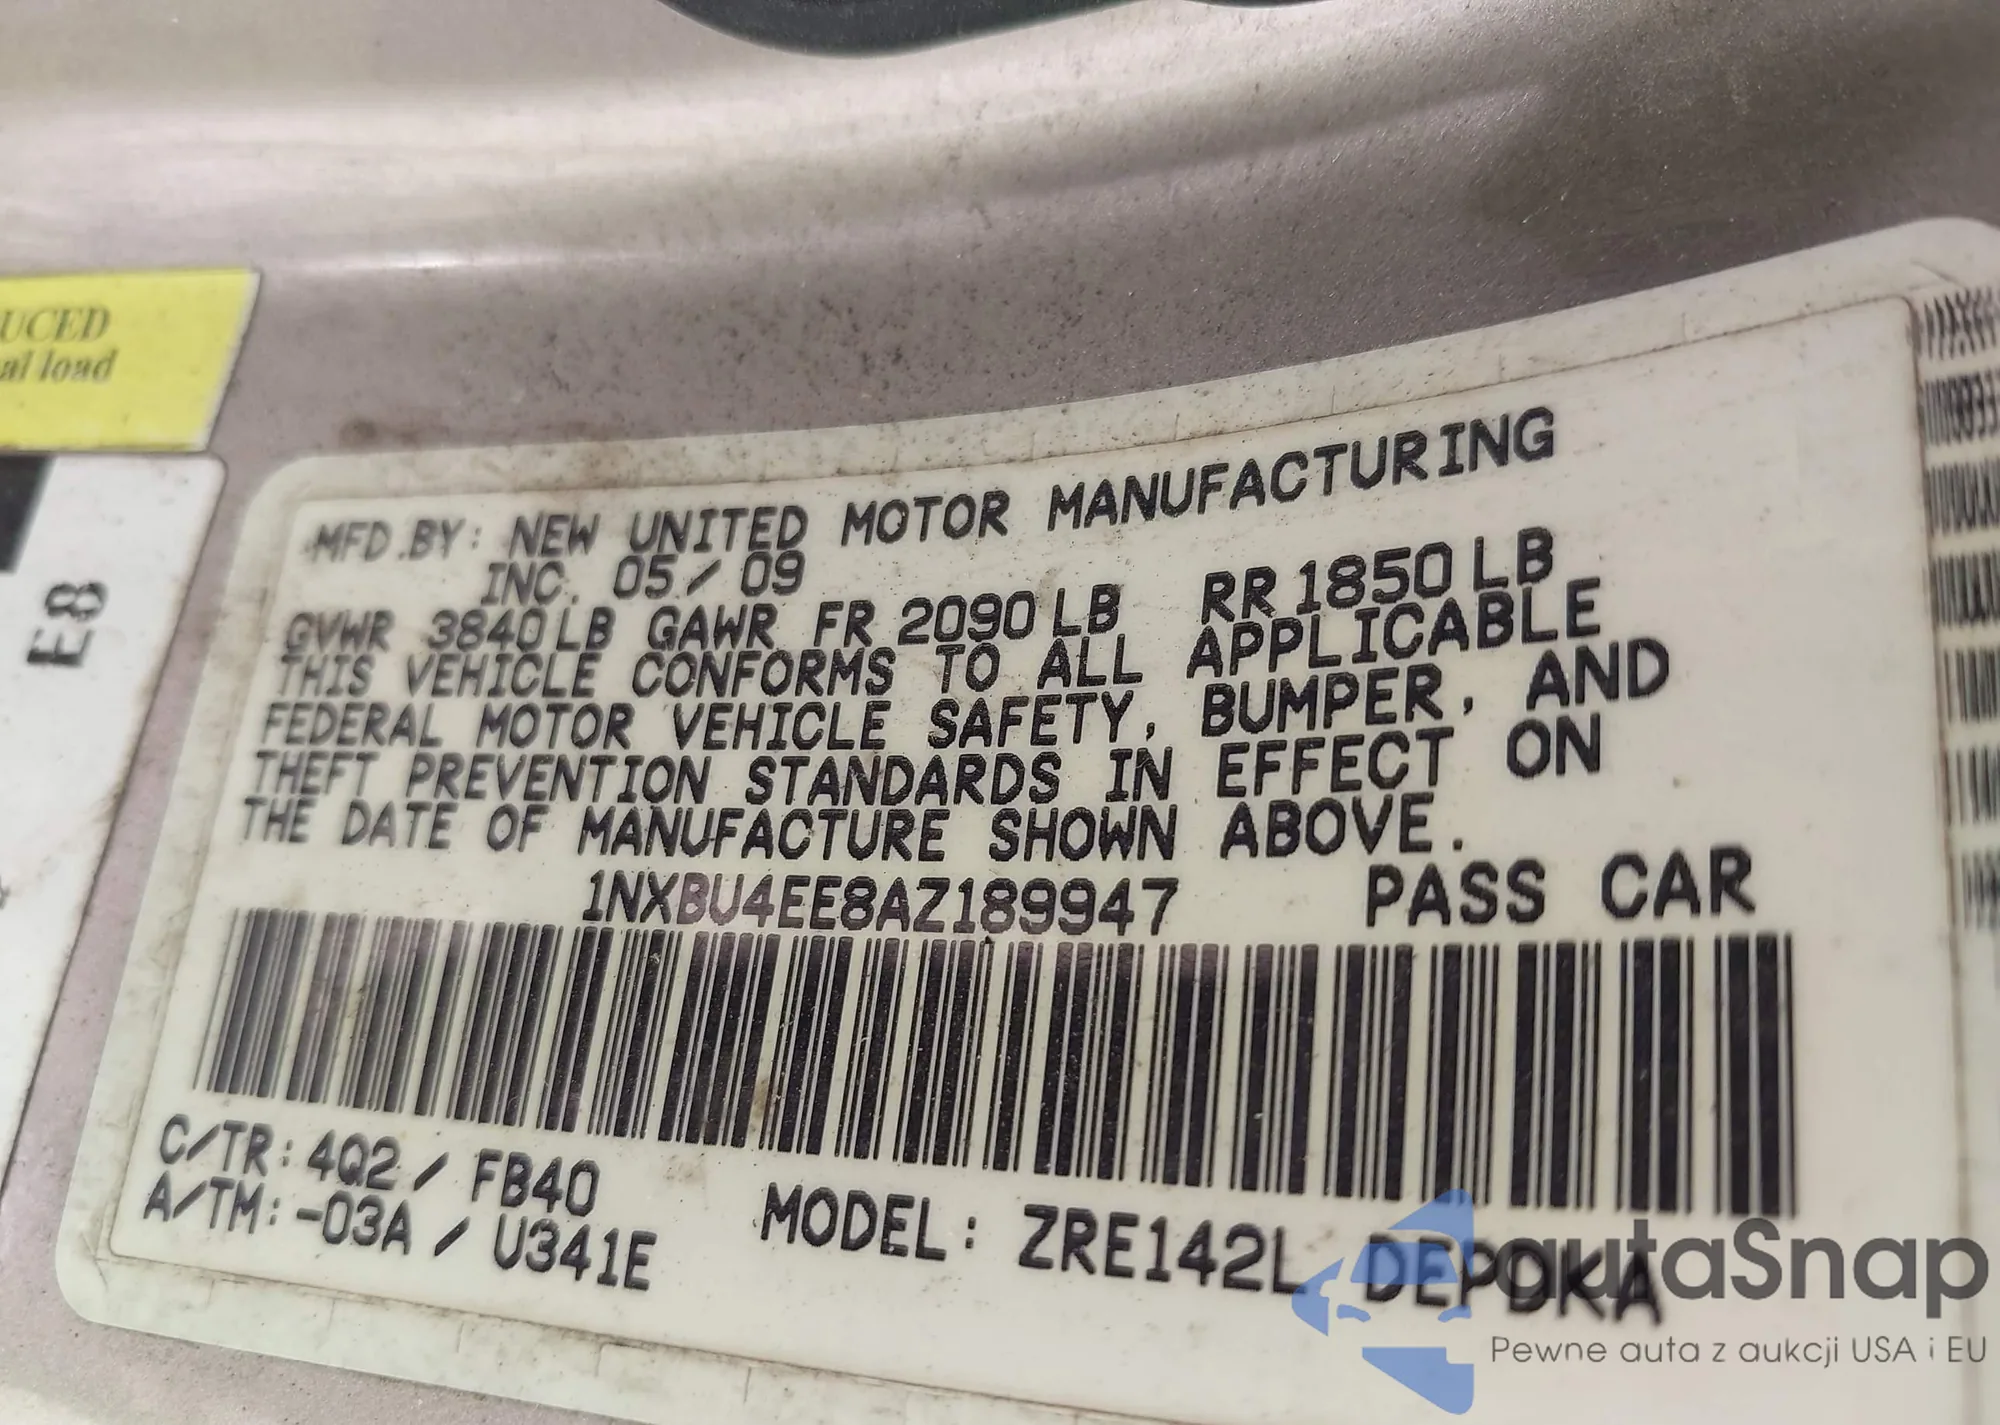 UCED
al load
E8
MFD.BY: NEW UNITED MOTOR MANUFACTURING
INC. 05/09
GVWR 3840LB GAWR FR 2090LB RR 1850LB
THIS VEHICLE CONFORMS TO ALL APPLICABLE
FEDERAL MOTOR VEHICLE SAFETY, BUMPER, AND
THEFT PREVENTION STANDARDS IN EFFECT ON
THE DATE OF MANUFACTURE SHOWN ABOVE.
1NXBU4EE8AZ189947 PASS CAR
C/TR: 4Q2 / FB40
A/TM: -03A / U341E
MODEL: ZRE142L DEPDKA
autaSnap
Pewne auta z aukcji USA i EU